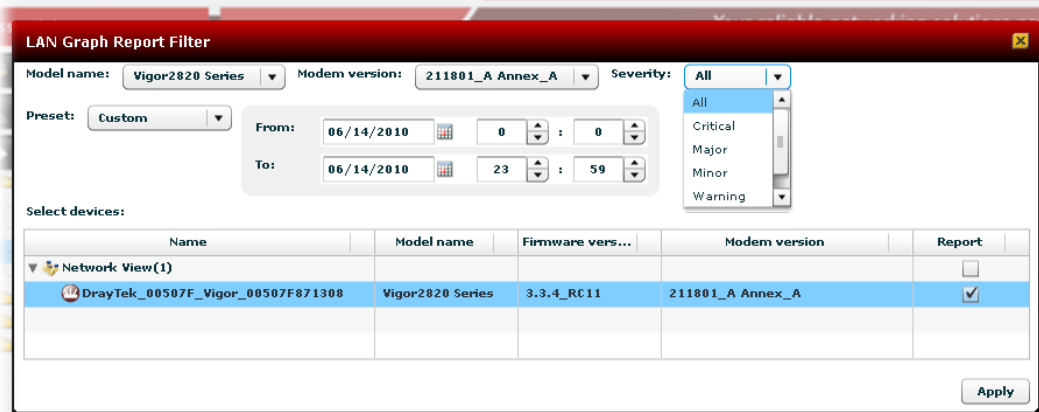 Your reliable networking solutions
LAN Graph Report Filter
Model name: Vigor2820 Series Modem version: 211801_A Annex_A Severity: All
All
Critical
Major
Minor
Warning
Preset: Custom
From: 06/14/2010 0 : 0
To: 06/14/2010 23 : 59
Select devices:
Name Model name Firmware vers... Modem version Report
Network View(1)
DrayTek_00507F_Vigor_00507F871308 Vigor2820 Series 3.3.4_RC11 211801_A Annex_A
Apply